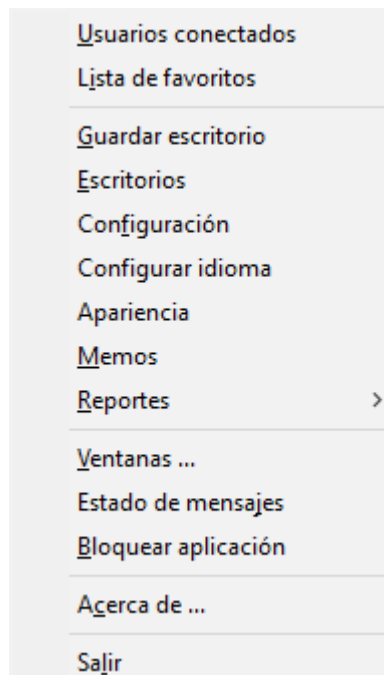 Usuarios conectados
Lista de favoritos
Guardar escritorio
Escritorios
Configuración
Configurar idioma
Apariencia
Memos
Reportes
Ventanas ...
Estado de mensajes
Bloquear aplicación
Acerca de ...
Salir